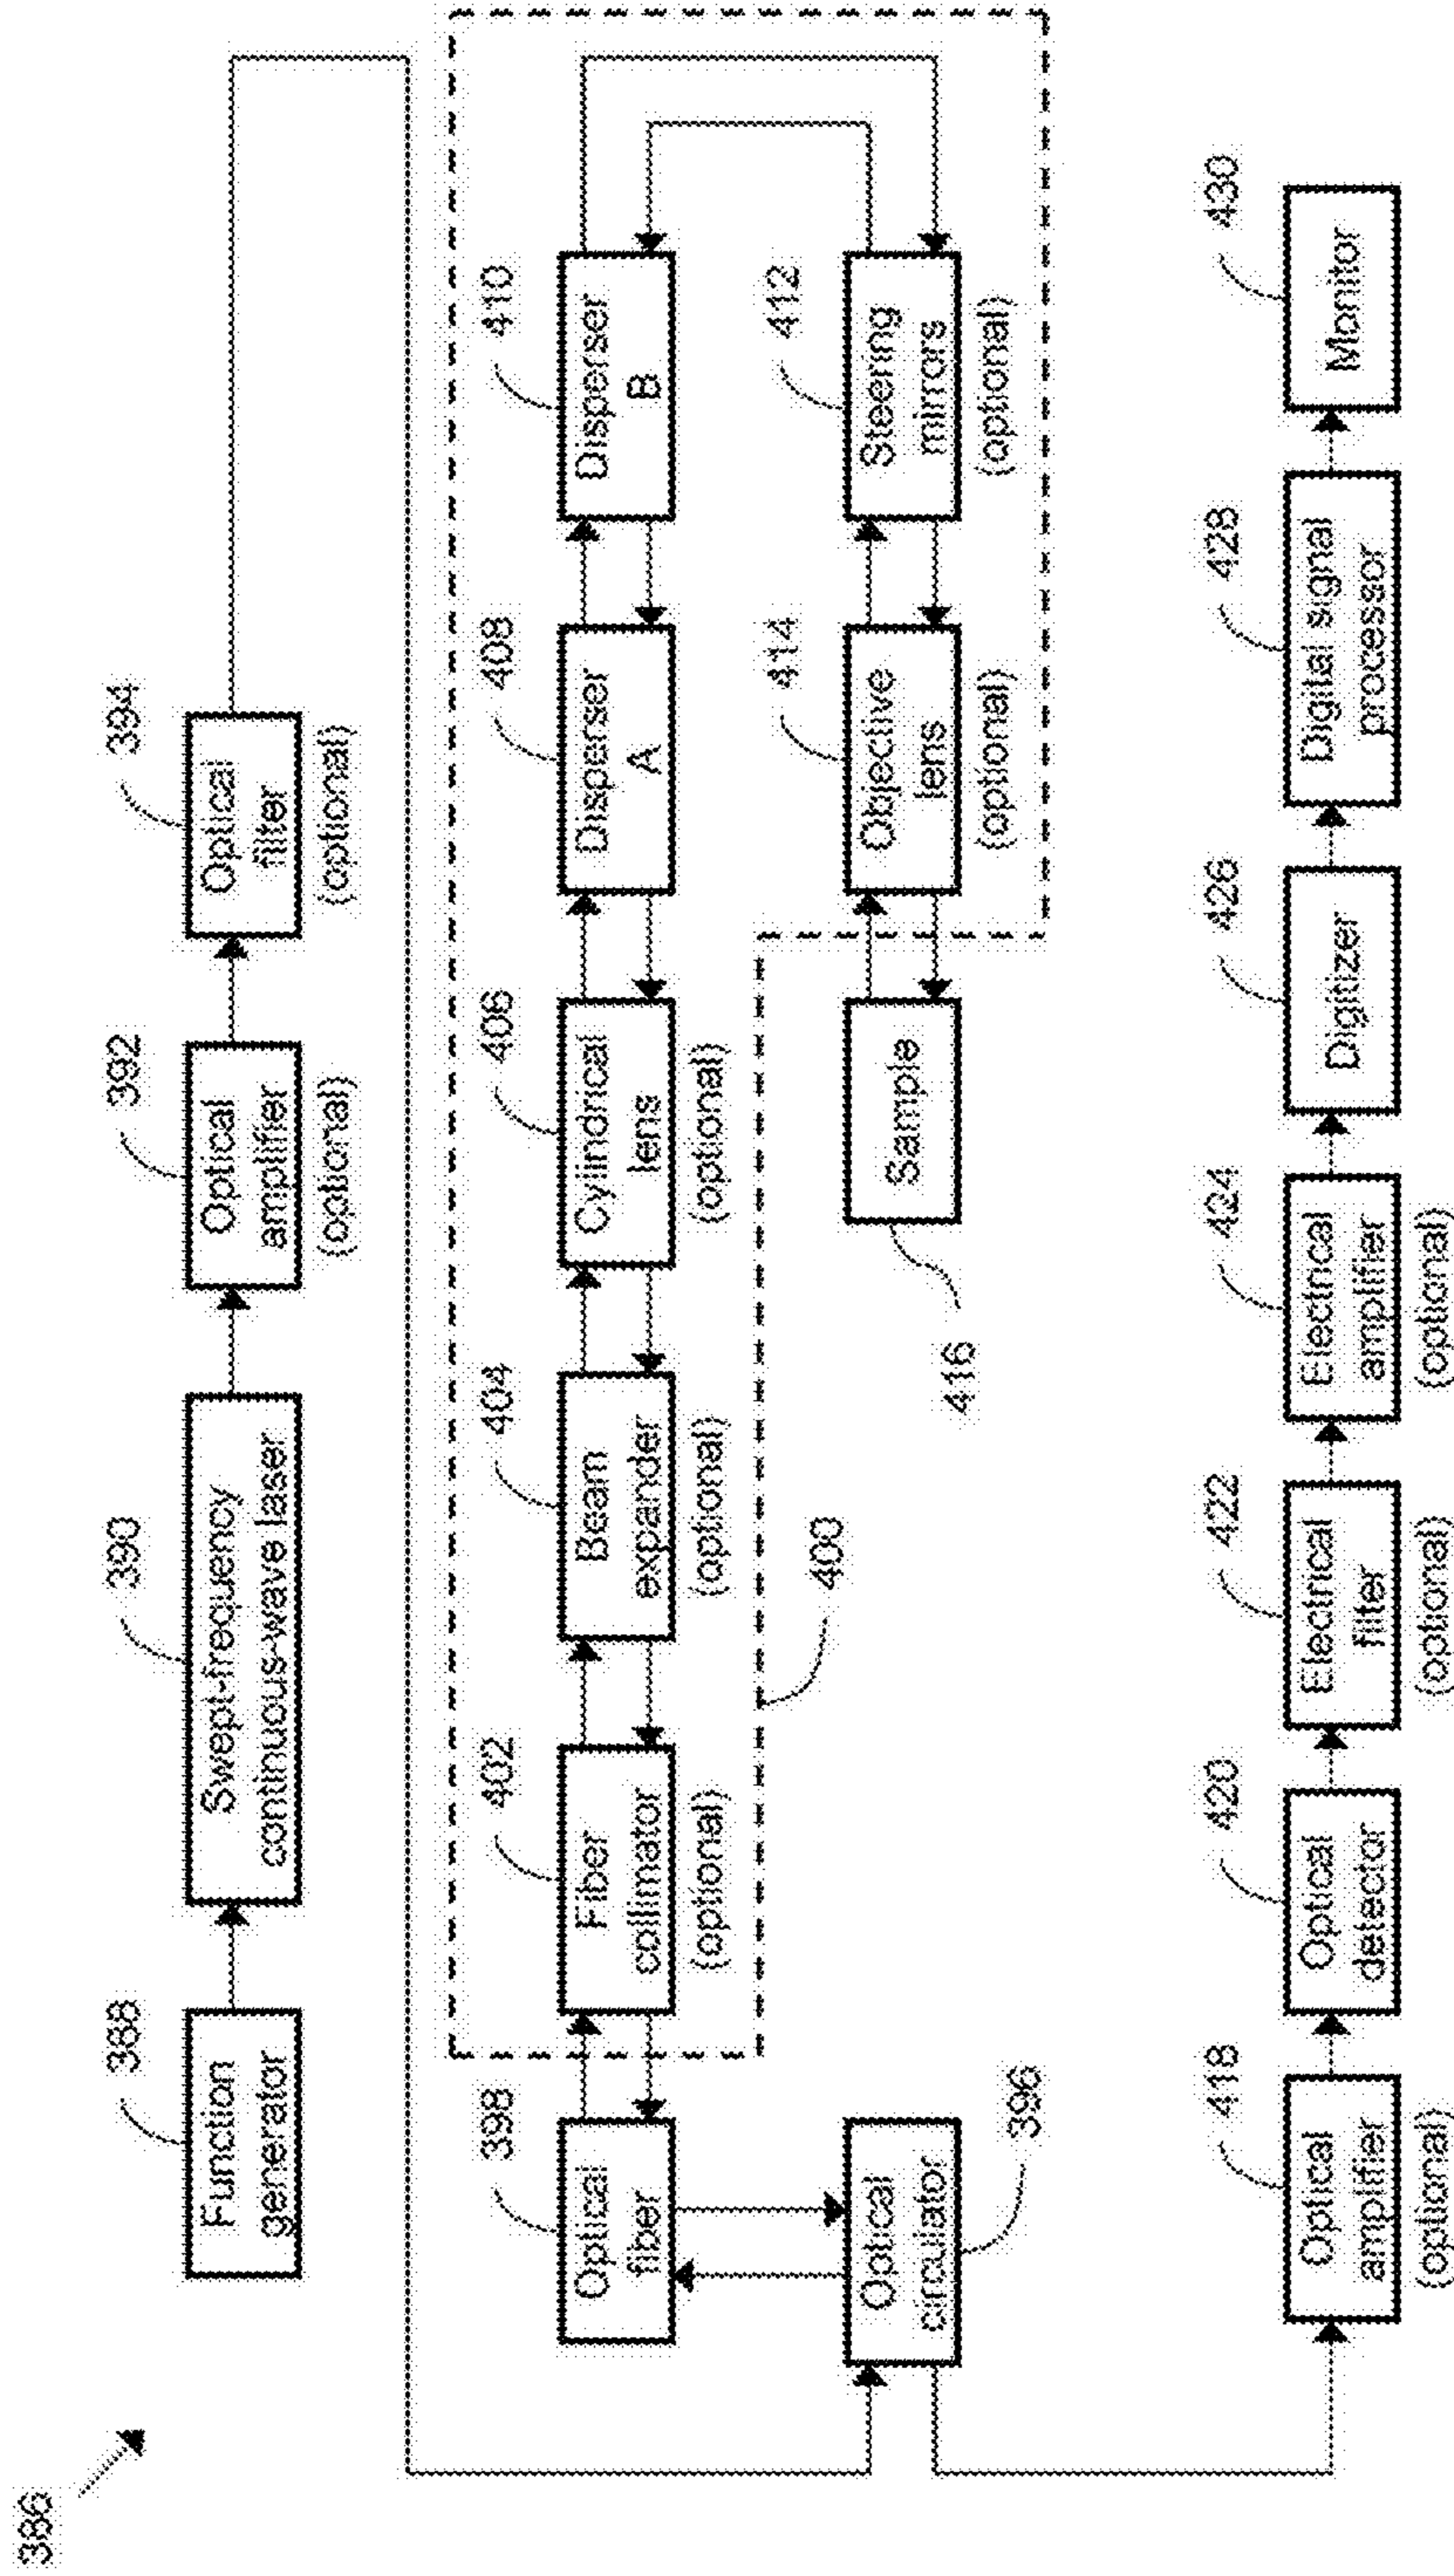 386
388
Function
generator
390
Swept-frequency
continuous-wave laser
392
Optical
amplifier
(optional)
394
Optical
filter
(optional)
398
Optical
fiber
402
Fiber
collimator
(optional)
404
Beam
expander
(optional)
406
Cylindrical
lens
(optional)
408
Disperser
A
410
Disperser
B
396
Optical
circulator
400
416
Sample
414
Objective
lens
(optional)
412
Steering
mirrors
(optional)
418
Optical
amplifier
(optional)
420
Optical
detector
422
Electrical
filter
(optional)
424
Electrical
amplifier
(optional)
426
Digitizer
428
Digital signal
processor
430
Monitor